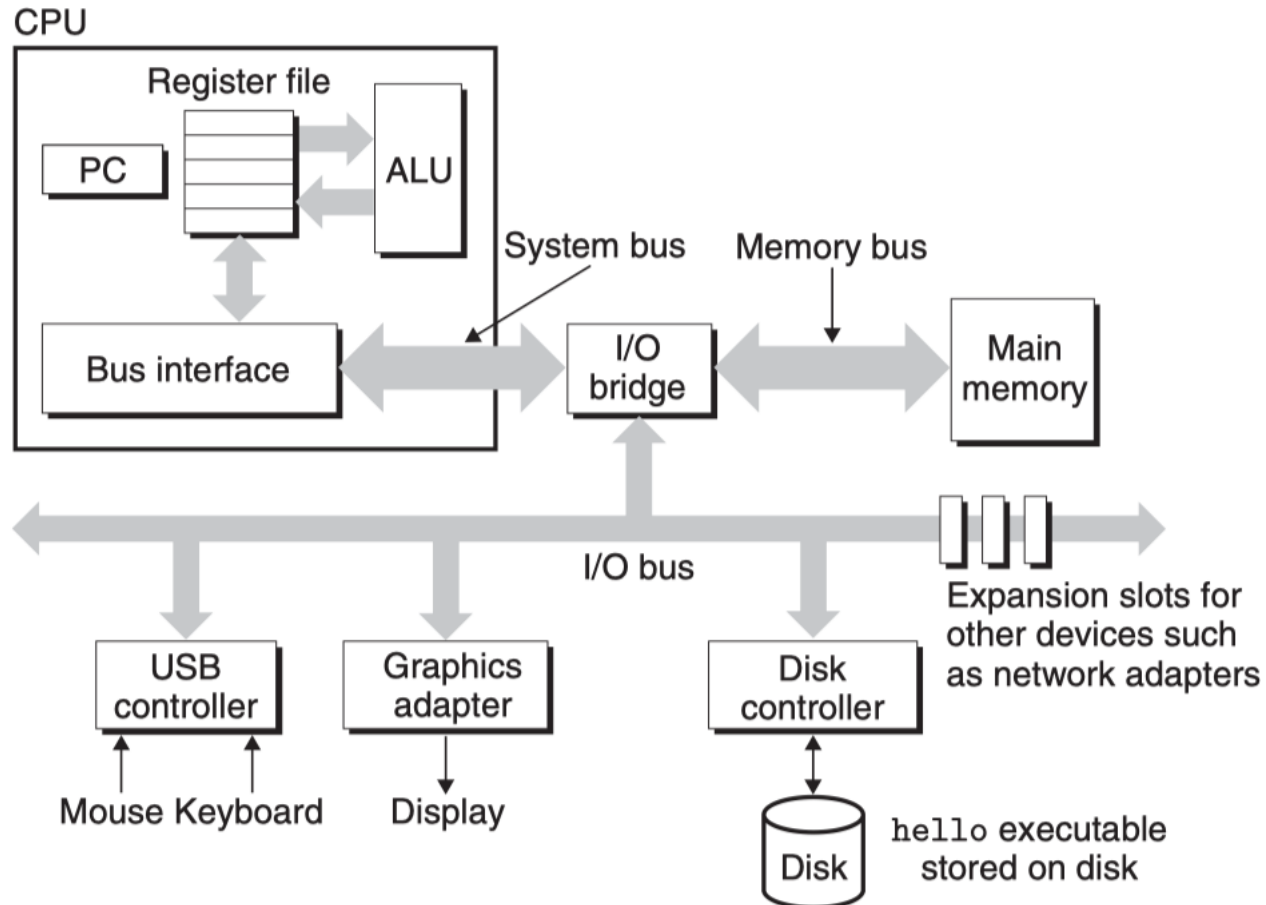 CPU
Register file
PC
ALU
System bus
Memory bus
Bus interface
I/O
bridge
Main
memory
I/O bus
Expansion slots for
other devices such
as network adapters
USB
controller
Graphics
adapter
Disk
controller
Mouse
Keyboard
Display
Disk
hello executable
stored on disk